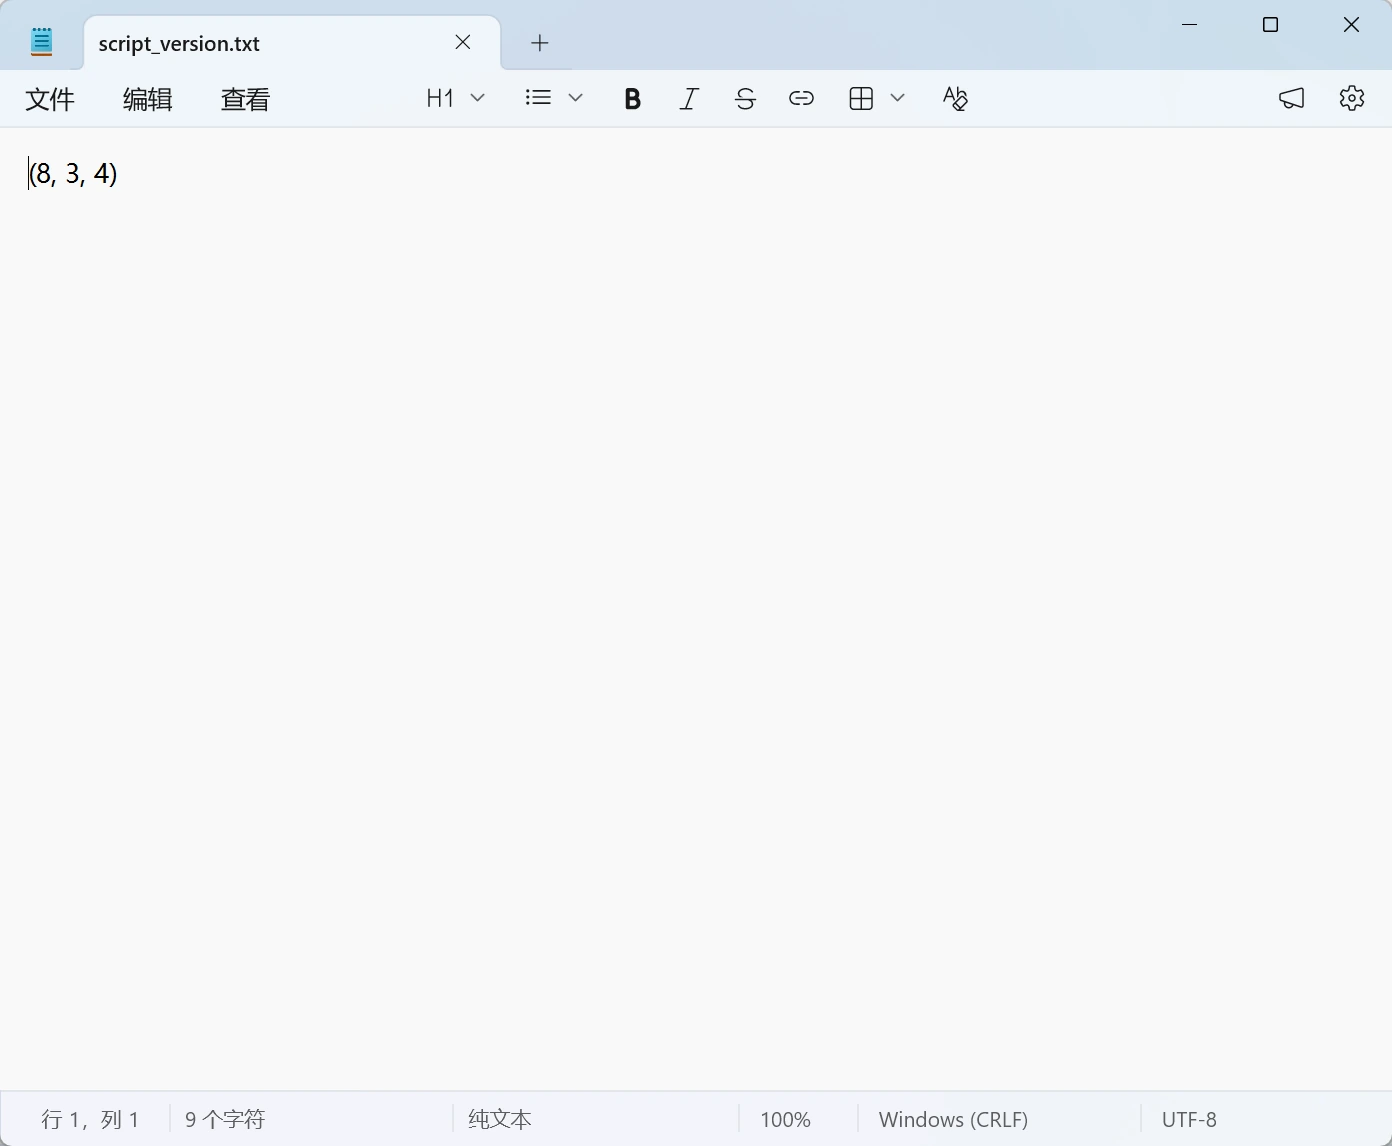 script_version.txt
文件 编辑 查看 H1 B I S A
(8, 3, 4)
行 1，列 1 9 个字符 纯文本 100% Windows (CRLF) UTF-8